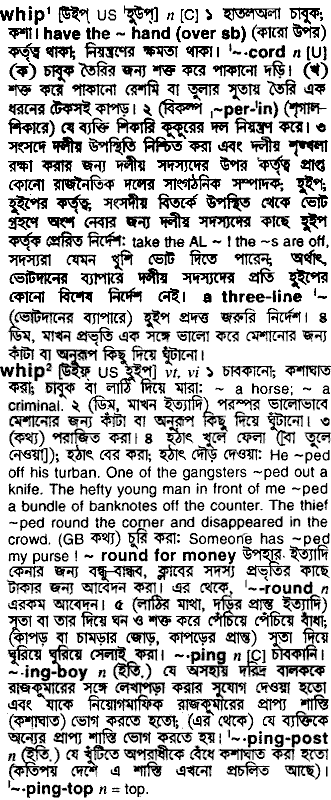 whip¹ [উইপ্ US হুইপ্] n [C] ১ হাতলঅলা চাবুক;
কশা। have the ~ hand (over sb) (কারো উপর)
কর্তৃত্ব থাকা; নিয়ন্ত্রণের ক্ষমতা থাকা। ˈ~·cord n [U]
(ক) চাবুক তৈরির জন্য শক্ত করে পাকানো দড়ি। (খ)
শক্ত করে পাকানো রেশমি বা তুলার সুতায় তৈরি এক
ধরনের টেকসই কাপড়। ২ (বিকল্প ˌ~per-ˈin) (শৃগাল-
শিকারে) যে ব্যক্তি শিকারি কুকুরের দল নিয়ন্ত্রণ করে। ৩
সংসদে দলীয় উপস্থিতি নিশ্চিত করা এবং দলীয় শৃঙ্খলা
রক্ষা করার জন্য দলীয় সদস্যদের উপর কর্তৃত্ব প্রাপ্ত
কোনো রাজনৈতিক দলের সাংগঠনিক সম্পাদক; হুইপ;
হুইপের কর্তৃত্ব; সংসদীয় বিতর্কে উপস্থিত থেকে ভোট
গ্রহণে অংশ নেবার জন্য দলীয় সদস্যদের কাছে হুইপ
কর্তৃক প্রেরিত নির্দেশ: take the AL ~ ! the ~s are off,
সদস্যরা যেমন খুশি ভোট দিতে পারেন; অর্থাৎ,
ভোটদানের ব্যাপারে দলীয় সদস্যদের প্রতি হুইপের
কোনো বিশেষ নির্দেশ নেই। a three-line ~
(ভোটদানের ব্যাপারে) হুইপ প্রদত্ত জরুরি নির্দেশ। ৪
ডিম, মাখন প্রভৃতি এক সঙ্গে ভালো করে মেশানোর জন্য
কাঁটা বা অনুরূপ কিছু দিয়ে ঘুঁটানো।
whip² [উইফ্ US হুইপ্] vt, vi ১ চাবকানো; কশাঘাত
করা; চাবুক বা লাঠি দিয়ে মারা: ~ a horse; ~ a
criminal. ২ (ডিম, মাখন ইত্যাদি) পরস্পর ভালোভাবে
মেশানোর জন্য কাঁটা বা অনুরূপ কিছু দিয়ে ঘুঁটানো। ৩
(কথ্য) পরাজিত করা। ৪ হঠাৎ খুলে ফেলা [বা তুলে
নেওয়া]); হঠাৎ বের করা; হঠাৎ দৌড় দেওয়া: He ~ped
off his turban. One of the gangsters ~ped out a
knife. The hefty young man in front of me ~ped
a bundle of banknotes off the counter. The thief
~ped round the corner and disappeared in the
crowd. (GB কথ্য) চুরি করা: Someone has ~ped
my purse ! ~ round for money উপহার ইত্যাদি
কেনার জন্য বন্ধু-বান্ধব, ক্লাবের সদস্য প্রভৃতির কাছে
টাকার জন্য আবেদন করা। এর থেকে, ˈ~-round n
এরকম আবেদন। ৫ (লাঠির মাথা, দড়ির প্রান্ত ইত্যাদি)
সুতা বা তার দিয়ে ঘন ও শক্ত করে পেঁচিয়ে পেঁচিয়ে বাঁধা;
(কাপড় বা চামড়ার জোড়, কাপড়ের প্রান্ত) সুতা দিয়ে
ঘুরিয়ে ঘুরিয়ে সেলাই করা। ~·ping n [C] চাবকানি।
~·ing-boy n (ইতি.) যে অসহায় দরিদ্র বালককে
রাজকুমারের সঙ্গে লেখাপড়া করার সুযোগ দেওয়া হতো
এবং যাকে নিয়োগমাফিক রাজকুমারের প্রাপ্য শাস্তি
(কশাঘাত) ভোগ করতে হতো; (এর থেকে) যে ব্যক্তিকে
অন্যের প্রাপ্য শাস্তি ভোগ করতে হয়। ˈ~·ping-post
n (ইতি.) যে খুঁটিতে অপরাধীকে বেঁধে কশাঘাত করা হতো
(কতিপয় দেশে এ শাস্তি এখনো প্রচলিত আছে)।
ˈ~·ping-top n = top.